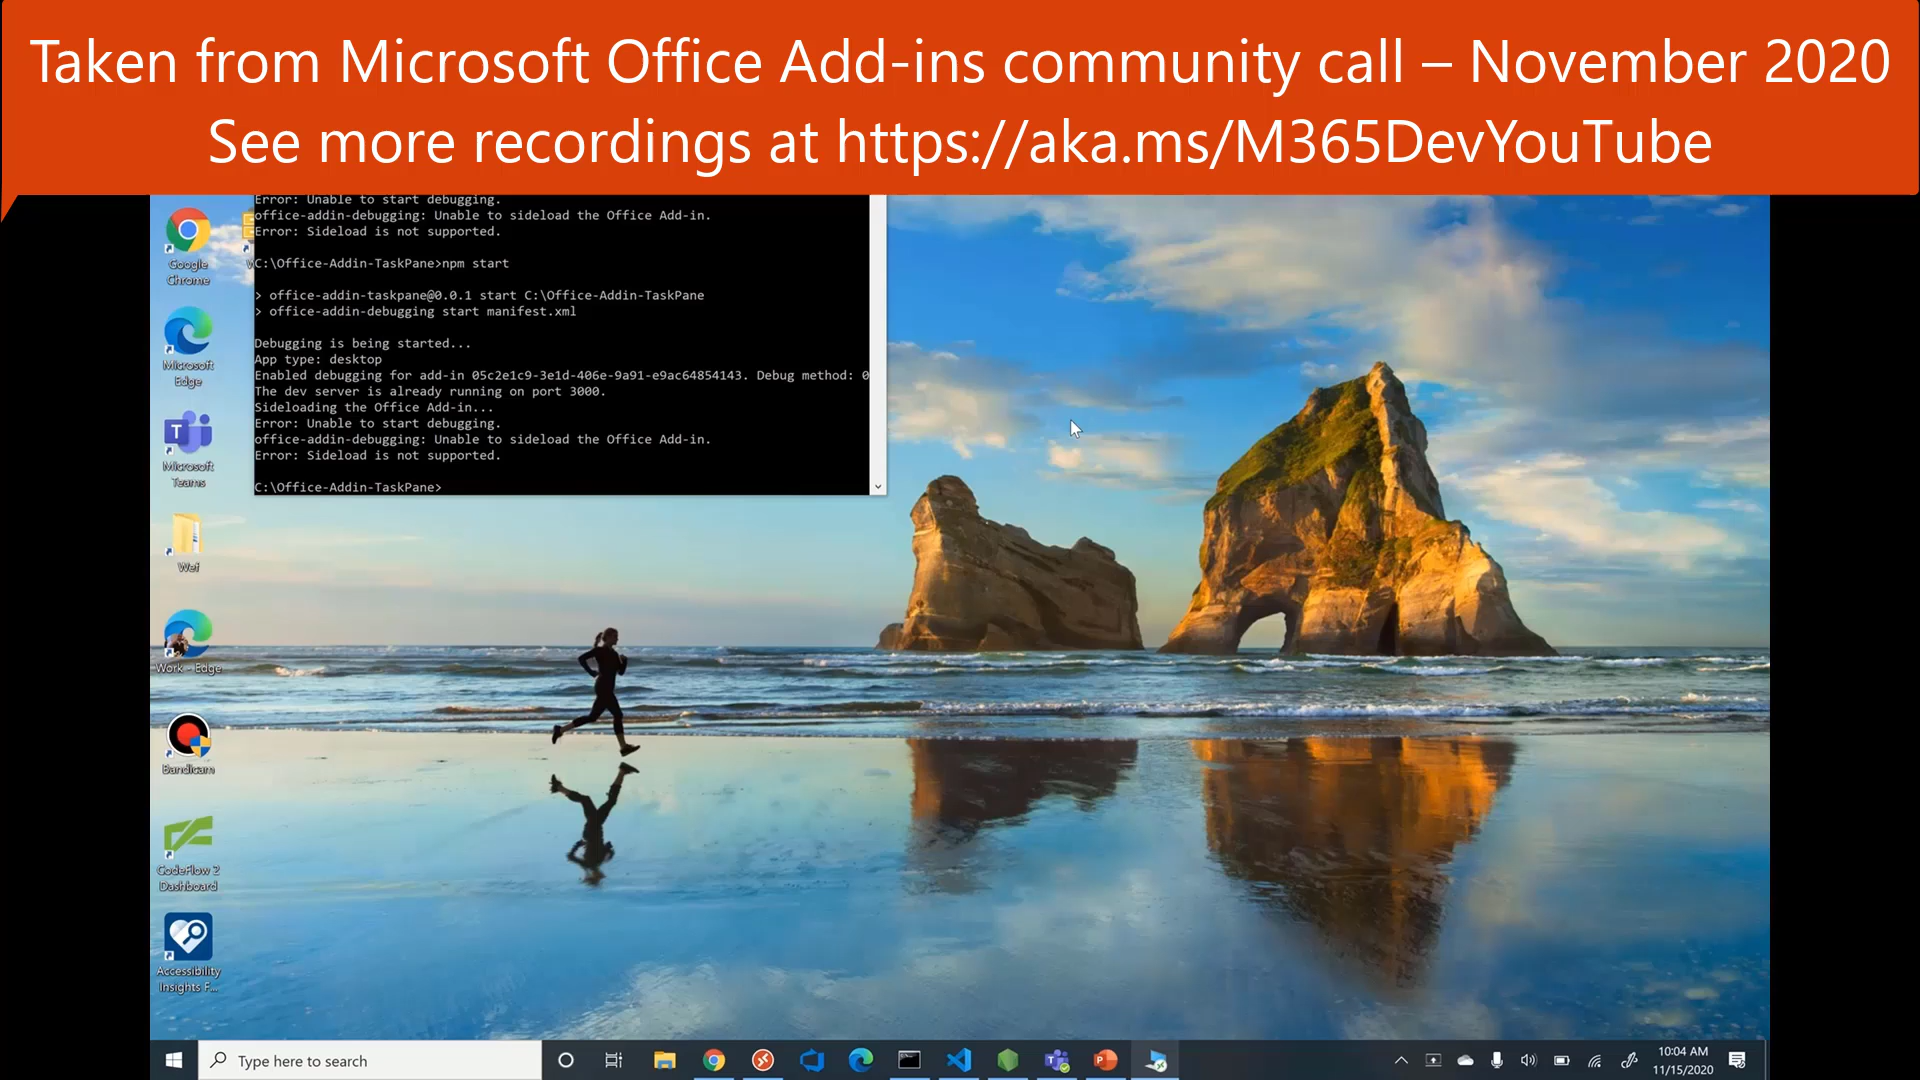 Taken from Microsoft Office Add-ins community call – November 2020
See more recordings at https://aka.ms/M365DevYouTube
Error: Unable to start debugging.
office-addin-debugging: Unable to sideload the Office Add-in.
Error: Sideload is not supported.
C:\Office-Addin-TaskPane>npm start
> office-addin-taskpane@0.0.1 start C:\Office-Addin-TaskPane
> office-addin-debugging start manifest.xml
Debugging is being started...
App type: desktop
Enabled debugging for add-in 05c2e1c9-3e1d-406e-9a91-e9ac64854143. Debug method: 0
The dev server is already running on port 3000.
Sideloading the Office Add-in...
Error: Unable to start debugging.
office-addin-debugging: Unable to sideload the Office Add-in.
Error: Sideload is not supported.
C:\Office-Addin-TaskPane>
Google
Chrome
Microsoft
Edge
Microsoft
Teams
Wef
Work - Edge
Bandicam
CodeFlow 2
Dashboard
Accessibility
Insights F...
Type here to search
10:04 AM
11/15/2020